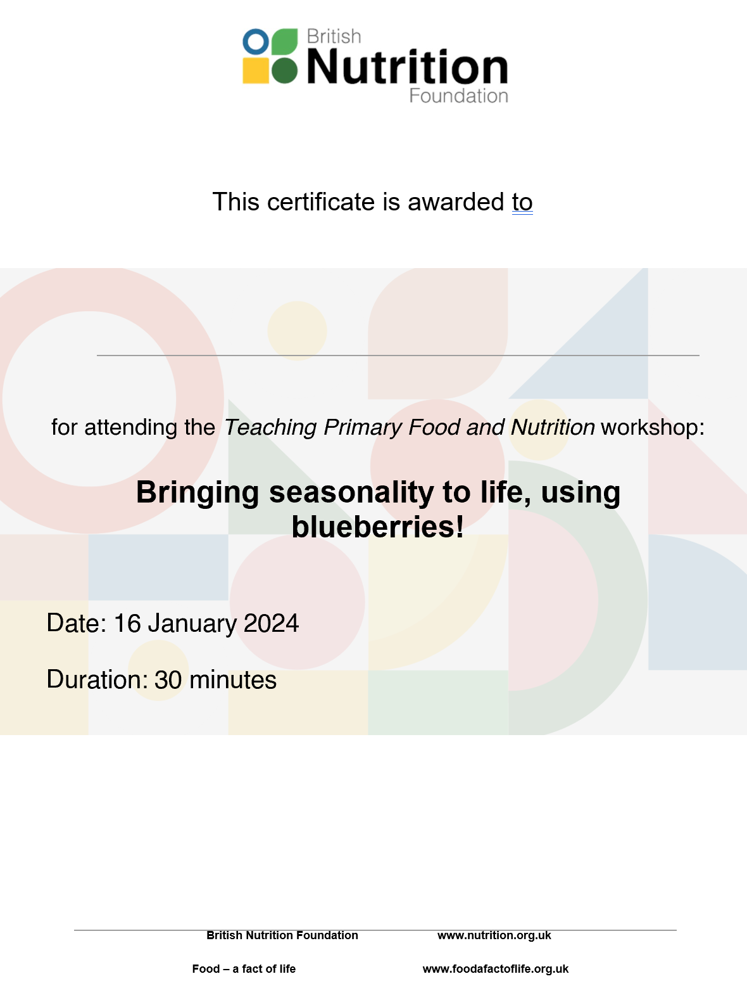 British
Nutrition
Foundation
This certificate is awarded to
for attending the Teaching Primary Food and Nutrition workshop:
Bringing seasonality to life, using
blueberries!
Date: 16 January 2024
Duration: 30 minutes
British Nutrition Foundation www.nutrition.org.uk
Food – a fact of life www.foodafactoflife.org.uk